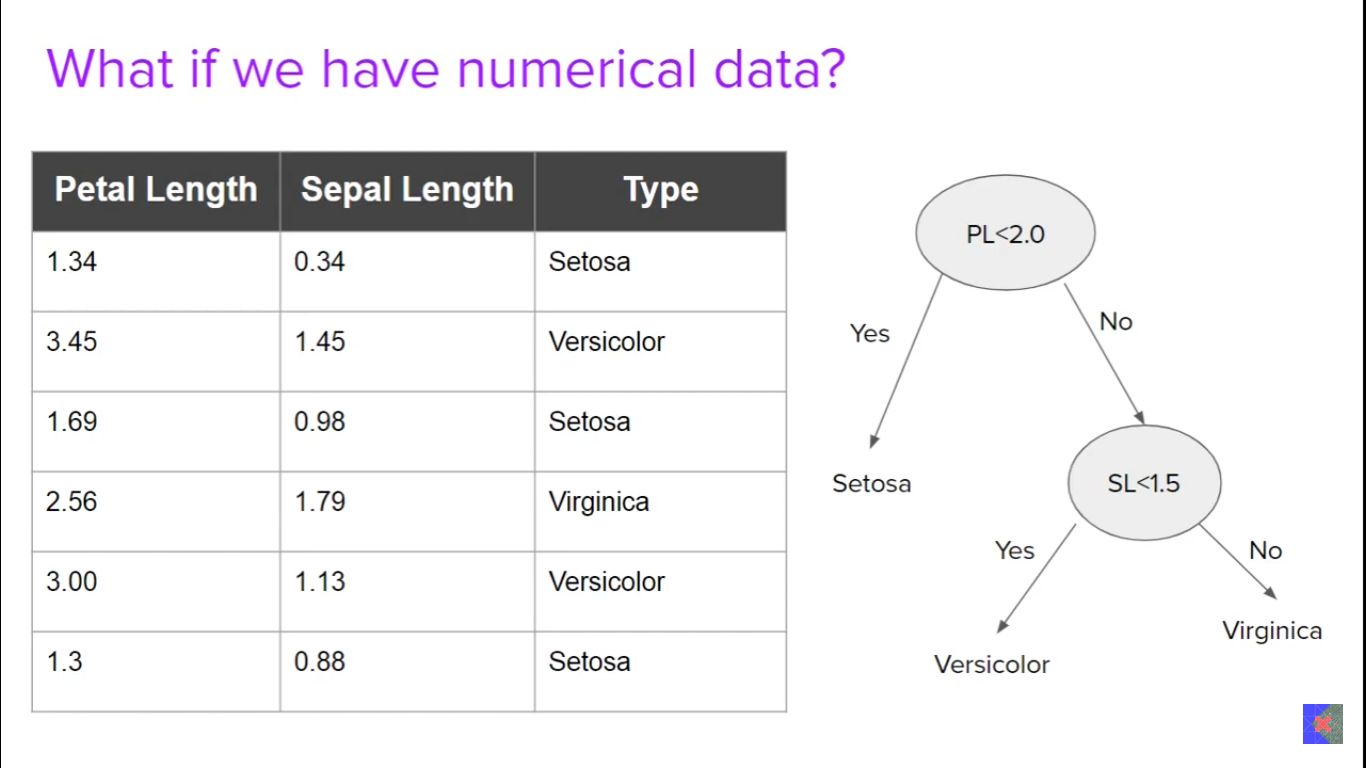 What if we have numerical data?
Petal Length Sepal Length Type
1.34 0.34 Setosa
3.45 1.45 Versicolor
1.69 0.98 Setosa
2.56 1.79 Virginica
3.00 1.13 Versicolor
1.3 0.88 Setosa
PL<2.0
Yes
No
Setosa
SL<1.5
Yes
No
Versicolor
Virginica